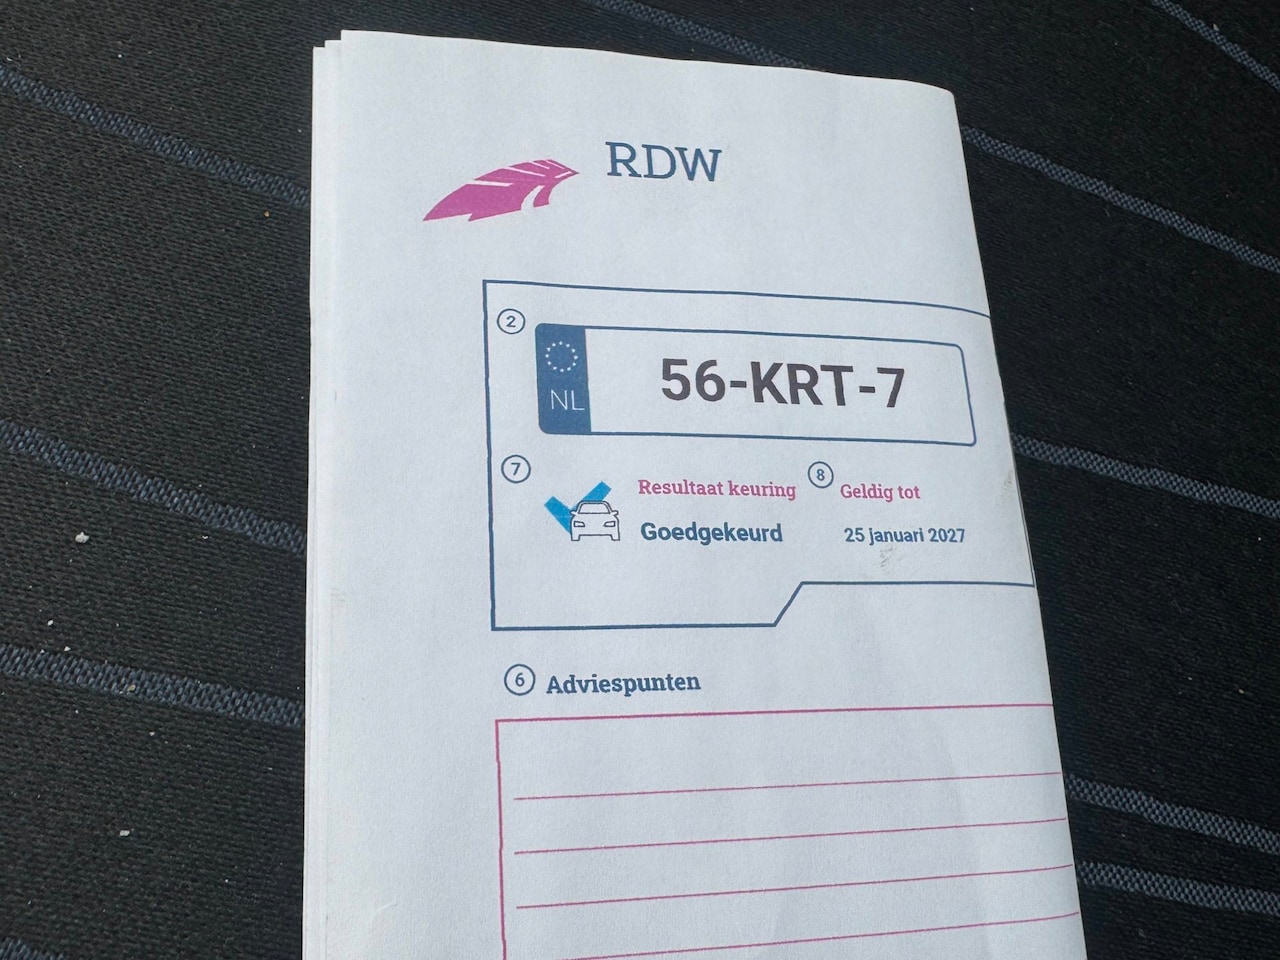 RDW
2
NL
56-KRT-7
7
Resultaat keuring
8
Geldig tot
Goedgekeurd
25 januari 2027
6
Adviespunten